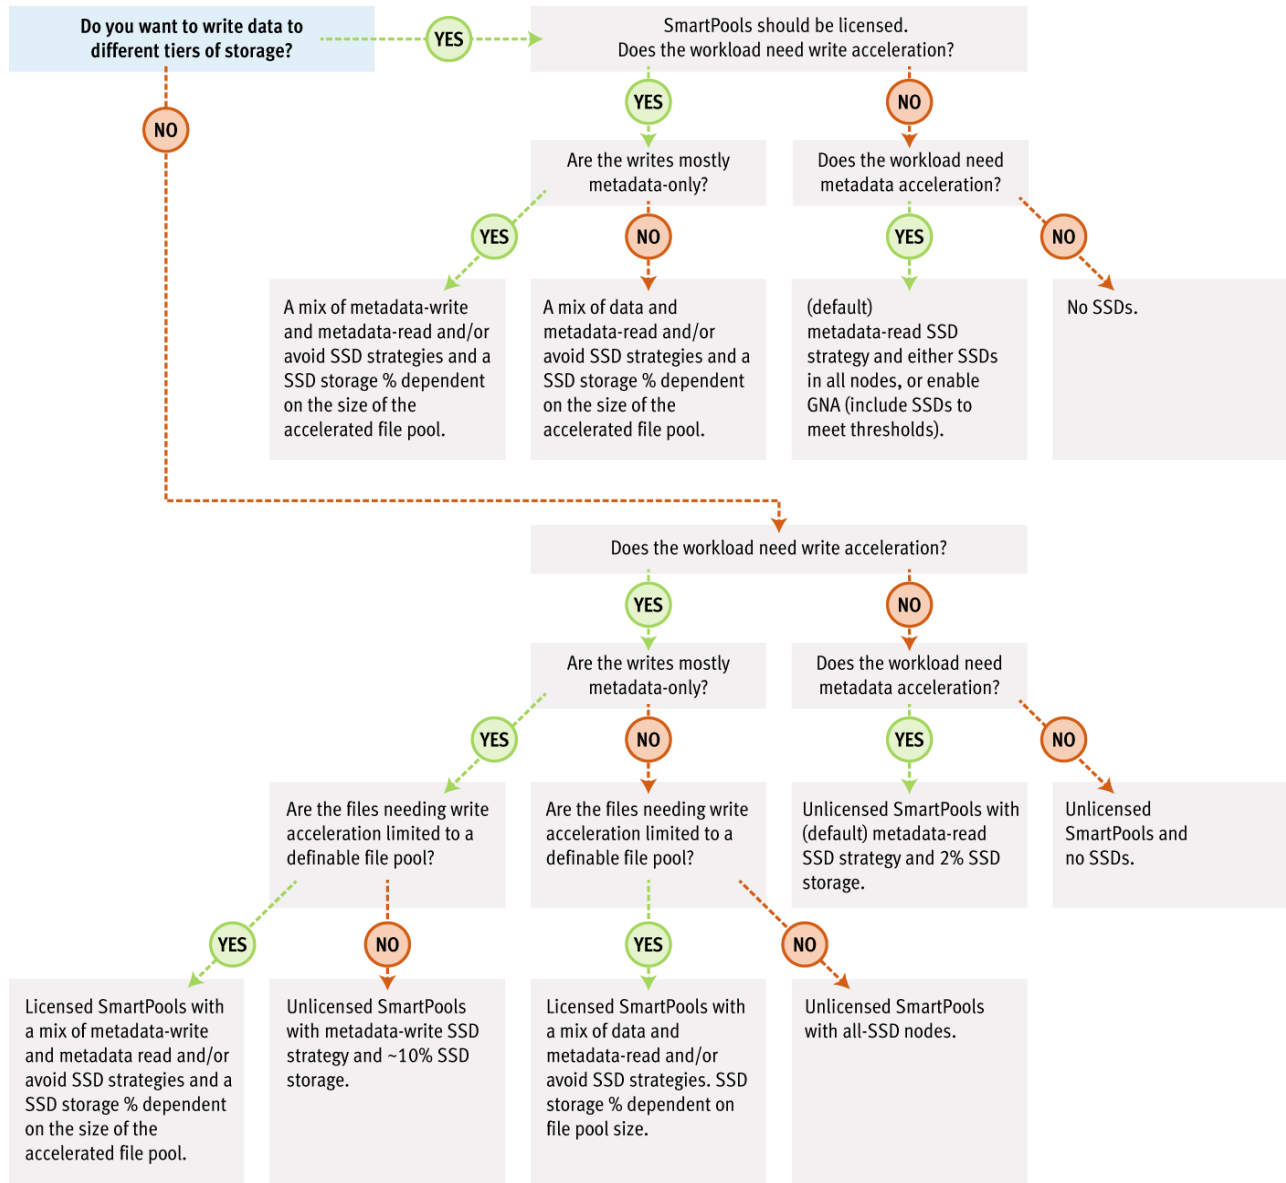 Do you want to write data to
different tiers of storage?
YES
SmartPools should be licensed.
Does the workload need write acceleration?
NO
YES
NO
Are the writes mostly
metadata-only?
Does the workload need
metadata acceleration?
YES
NO
YES
NO
A mix of metadata-write
and metadata-read and/or
avoid SSD strategies and a
SSD storage % dependent
on the size of the
accelerated file pool.
A mix of data and
metadata-read and/or
avoid SSD strategies and a
SSD storage % dependent
on the size of the
accelerated file pool.
(default)
metadata-read SSD
strategy and either SSDs
in all nodes, or enable
GNA (include SSDs to
meet thresholds).
No SSDs.
Does the workload need write acceleration?
YES
NO
Are the writes mostly
metadata-only?
Does the workload need
metadata acceleration?
YES
NO
YES
NO
Are the files needing write
acceleration limited to a
definable file pool?
Are the files needing write
acceleration limited to a
definable file pool?
Unlicensed SmartPools with
(default) metadata-read
SSD strategy and 2% SSD
storage.
Unlicensed
SmartPools and
no SSDs.
YES
NO
YES
NO
Licensed SmartPools with
a mix of metadata-write
and metadata read and/or
avoid SSD strategies and a
SSD storage % dependent
on the size of the
accelerated file pool.
Unlicensed SmartPools
with metadata-write SSD
strategy and ~10% SSD
storage.
Licensed SmartPools with
a mix of data and
metadata-read and/or
avoid SSD strategies. SSD
storage % dependent on
file pool size.
Unlicensed SmartPools
with all-SSD nodes.